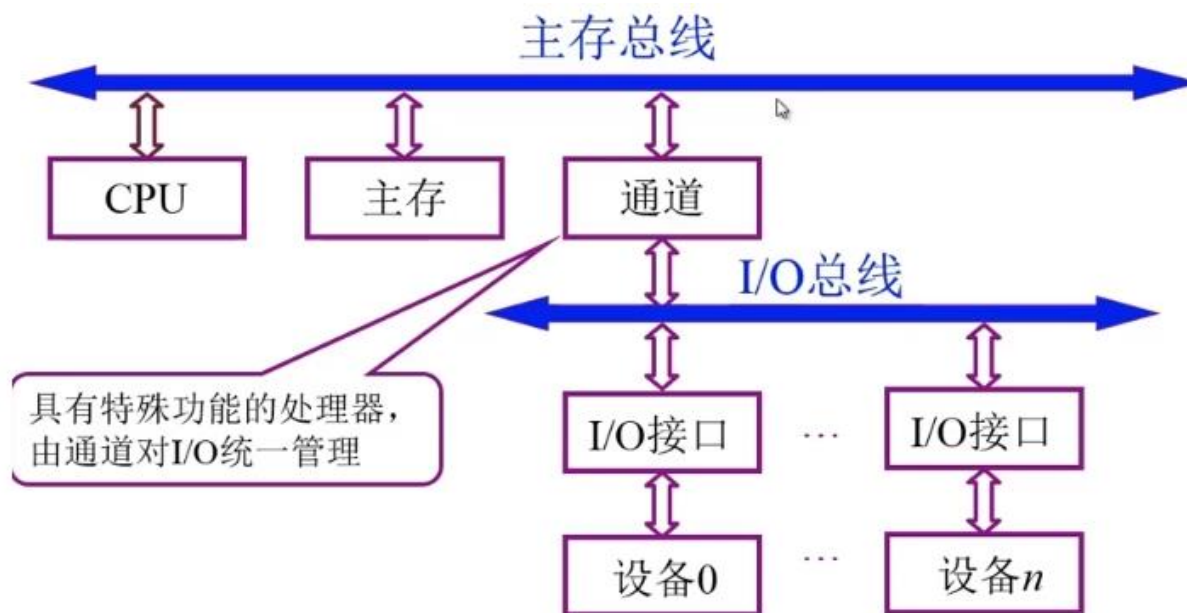 主存总线
CPU
主存
通道
I/O总线
具有特殊功能的处理器，
由通道对I/O统一管理
I/O接口
...
I/O接口
设备0
...
设备n